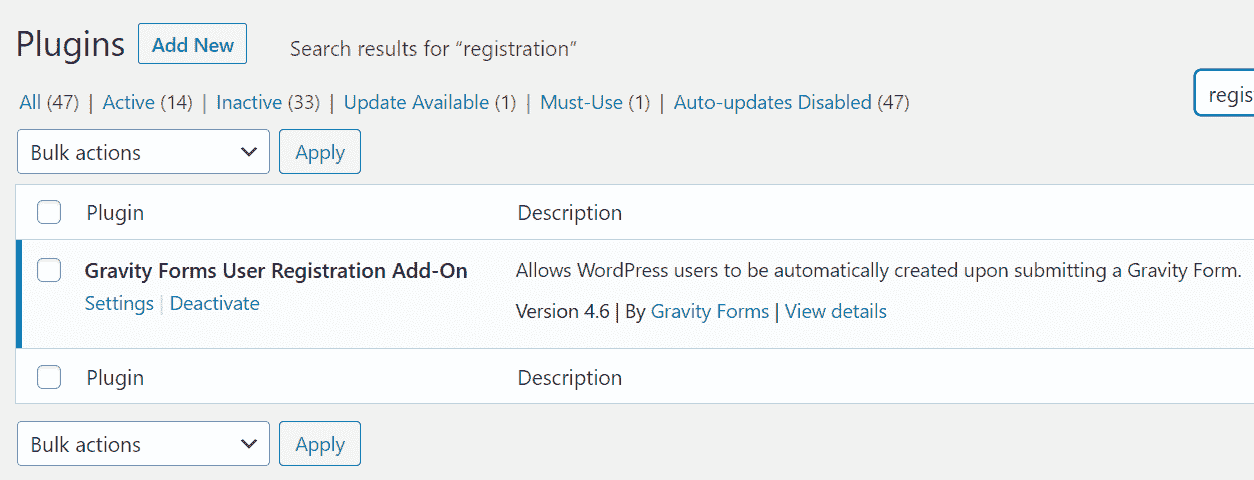 Plugins Add New Search results for “registration”
All (47) | Active (14) | Inactive (33) | Update Available (1) | Must-Use (1) | Auto-updates Disabled (47)
regis
Bulk actions Apply
Plugin Description
Gravity Forms User Registration Add-On Allows WordPress users to be automatically created upon submitting a Gravity Form.
Settings | Deactivate Version 4.6 | By Gravity Forms | View details
Plugin Description
Bulk actions Apply